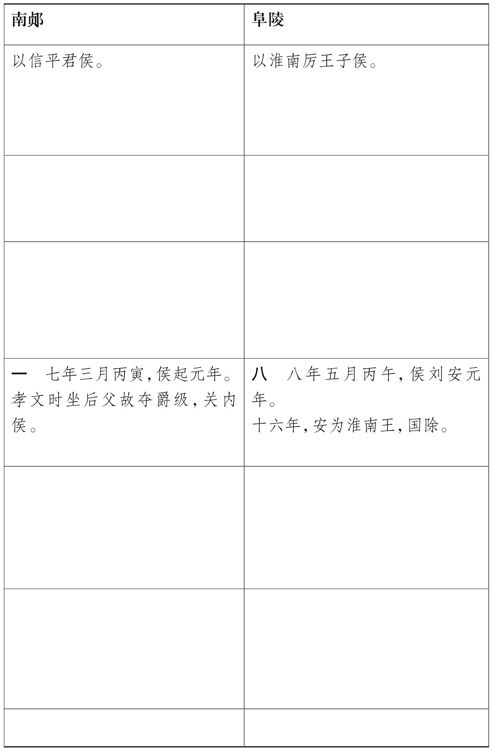 南郧
阜陵
以信平君侯。
以淮南厉王子侯。
一 七年三月丙寅,侯起元年。
孝文时坐后父故夺爵级,关内
侯。
八 八年五月丙午,侯刘安元
年。
十六年,安为淮南王,国除。